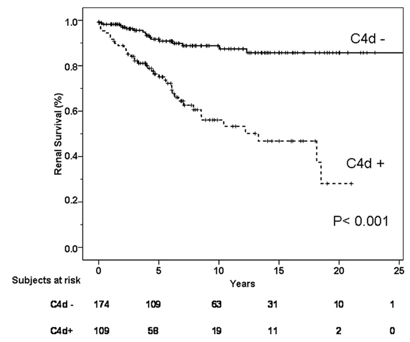 Renal Survival (%)
1.0
0.8
0.6
0.4
0.2
0.0
C4d -
C4d +
P< 0.001
0 5 10 15 20 25
Years
Subjects at risk
C4d - 174 109 63 31 10 1
C4d+ 109 58 19 11 2 0